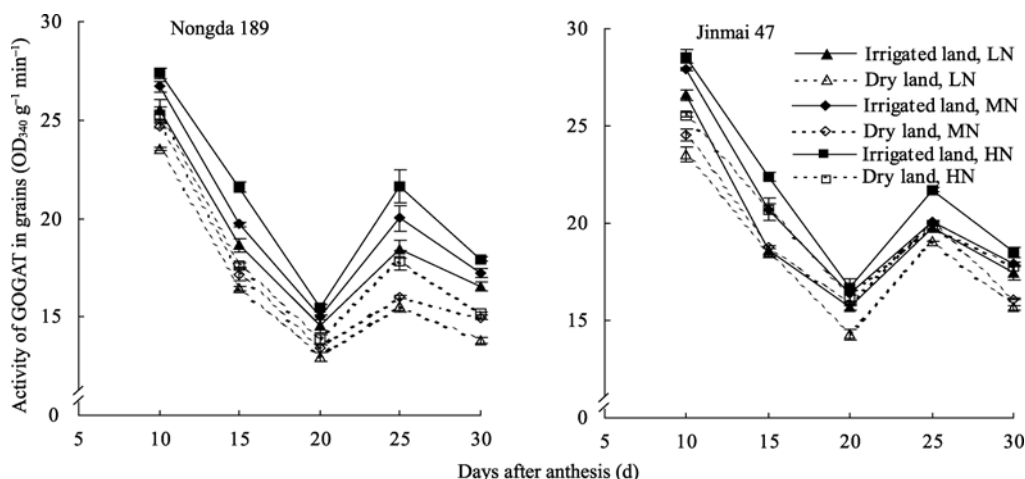 Activity of GOGAT in grains (OD₃₄₀ g⁻¹ min⁻¹)
Nongda 189
30
25
20
15
0
5 10 15 20 25 30
Jinmai 47
30
25
20
15
0
5 10 15 20 25 30
Irrigated land, LN
Dry land, LN
Irrigated land, MN
Dry land, MN
Irrigated land, HN
Dry land, HN
Days after anthesis (d)